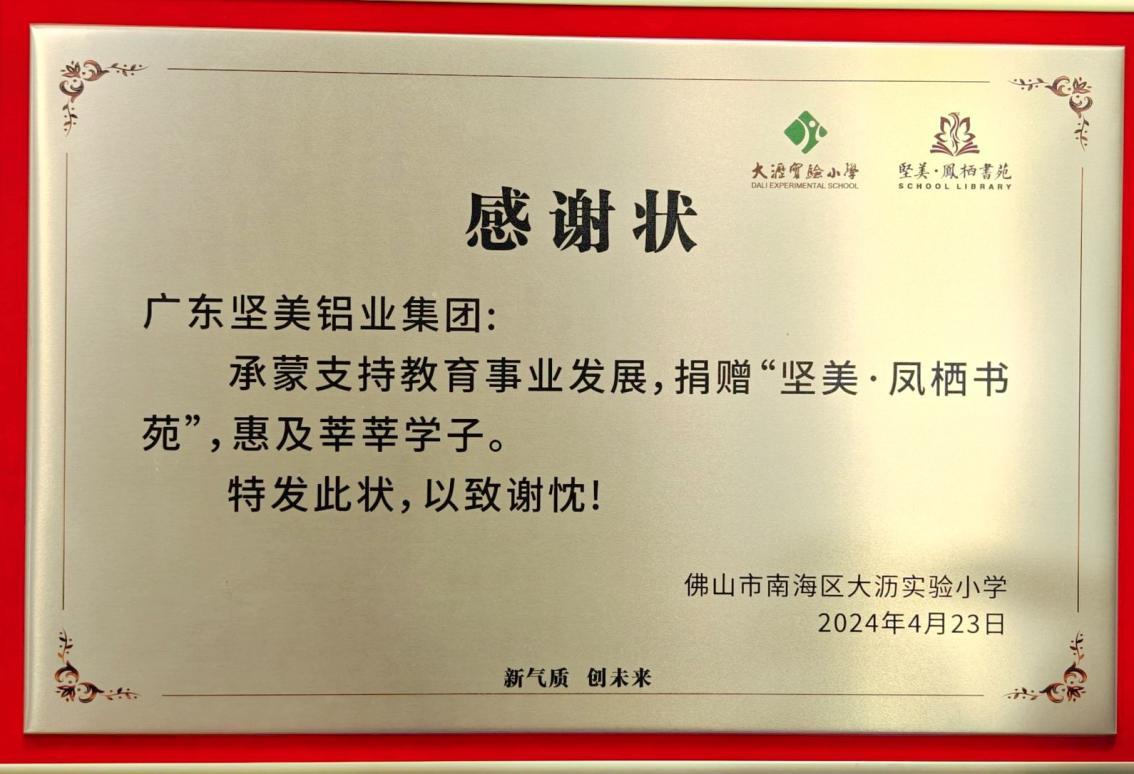 大瀝實驗小學
DALI EXPERIMENTAL SCHOOL
堅美·鳳栖書苑
SCHOOL LIBRARY
感谢状
广东坚美铝业集团:
承蒙支持教育事业发展,捐赠“坚美·凤栖书
苑”,惠及莘莘学子。
特发此状,以致谢忱!
佛山市南海区大沥实验小学
2024年4月23日
新气质 创未来